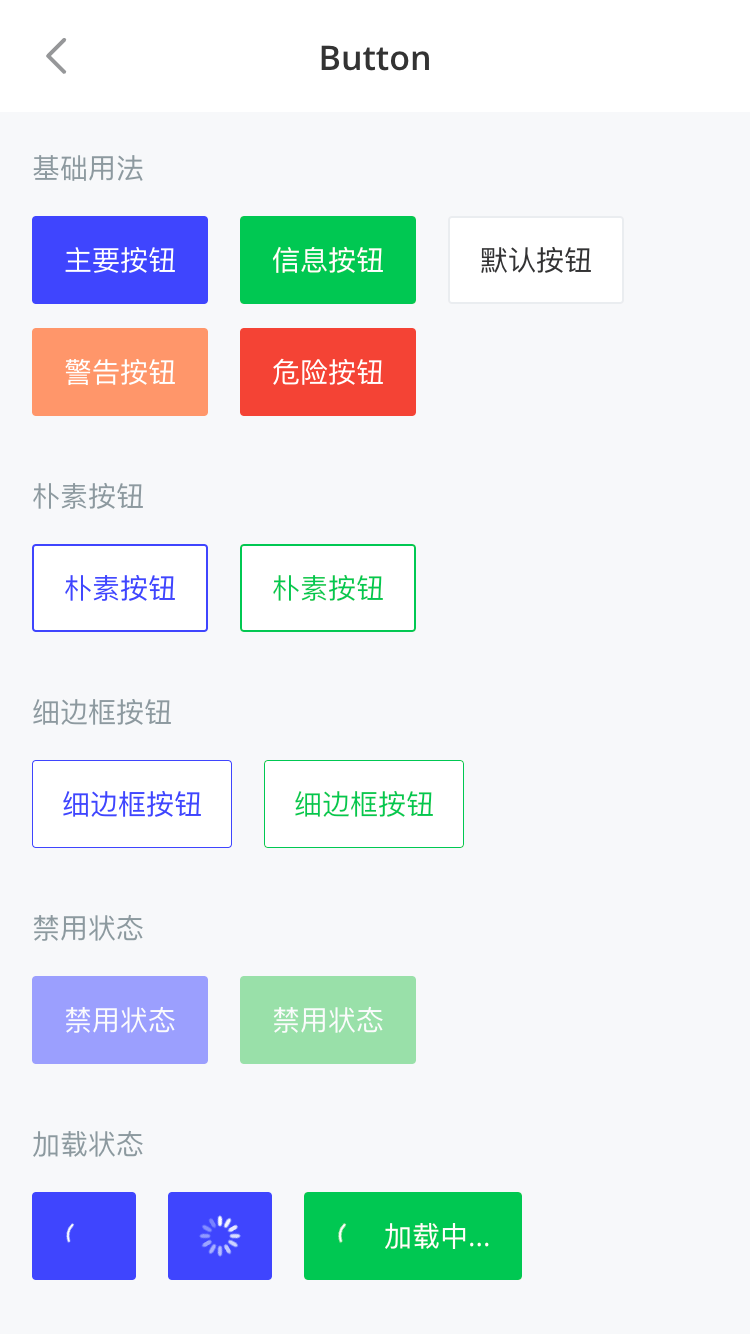 Button
基础用法
主要按钮 信息按钮 默认按钮
警告按钮 危险按钮
朴素按钮
朴素按钮 朴素按钮
细边框按钮
细边框按钮 细边框按钮
禁用状态
禁用状态 禁用状态
加载状态
加载中...